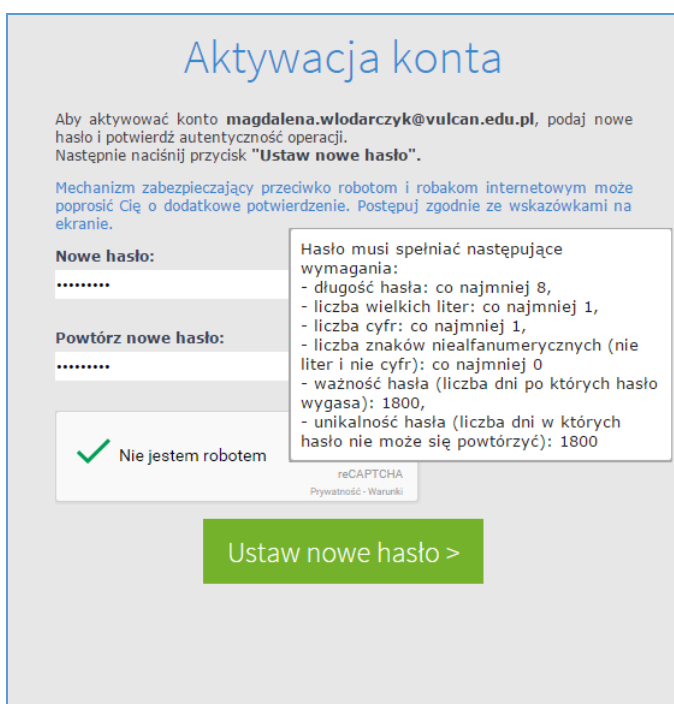 Aktywacja konta
Aby aktywować konto magdalena.wlodarczyk@vulcan.edu.pl, podaj nowe
hasło i potwierdź autentyczność operacji.
Następnie naciśnij przycisk "Ustaw nowe hasło".
Mechanizm zabezpieczający przeciwko robotom i robakom internetowym może
poprosić Cię o dodatkowe potwierdzenie. Postępuj zgodnie ze wskazówkami na
ekranie.
Nowe hasło:
•••••••••
Powtórz nowe hasło:
•••••••••
Hasło musi spełniać następujące
wymagania:
- długość hasła: co najmniej 8,
- liczba wielkich liter: co najmniej 1,
- liczba cyfr: co najmniej 1,
- liczba znaków niealfanumerycznych (nie
liter i nie cyfr): co najmniej 0
- ważność hasła (liczba dni po których hasło
wygasa): 1800,
- unikalność hasła (liczba dni w których
hasło nie może się powtórzyć): 1800
Nie jestem robotem
reCAPTCHA
Prywatność - Warunki
Ustaw nowe hasło >